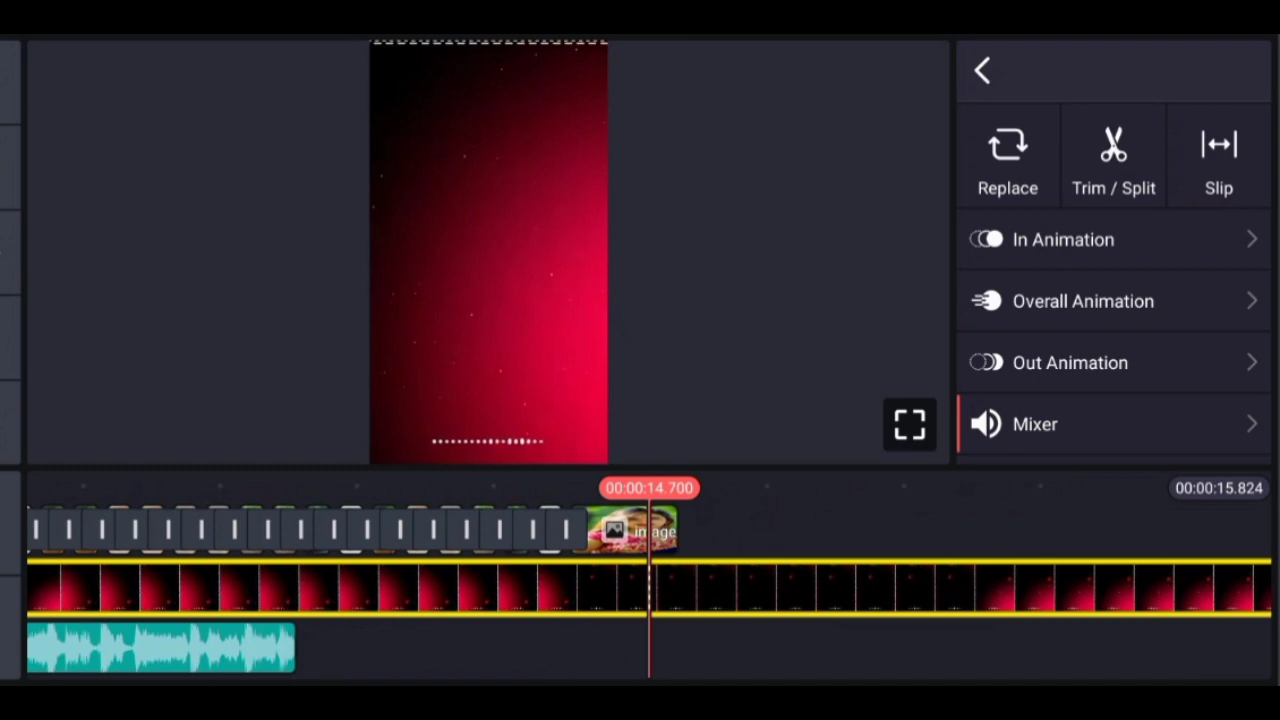 Replace
Trim / Split
Slip
In Animation
Overall Animation
Out Animation
Mixer
00:00:14.700
00:00:15.824
image